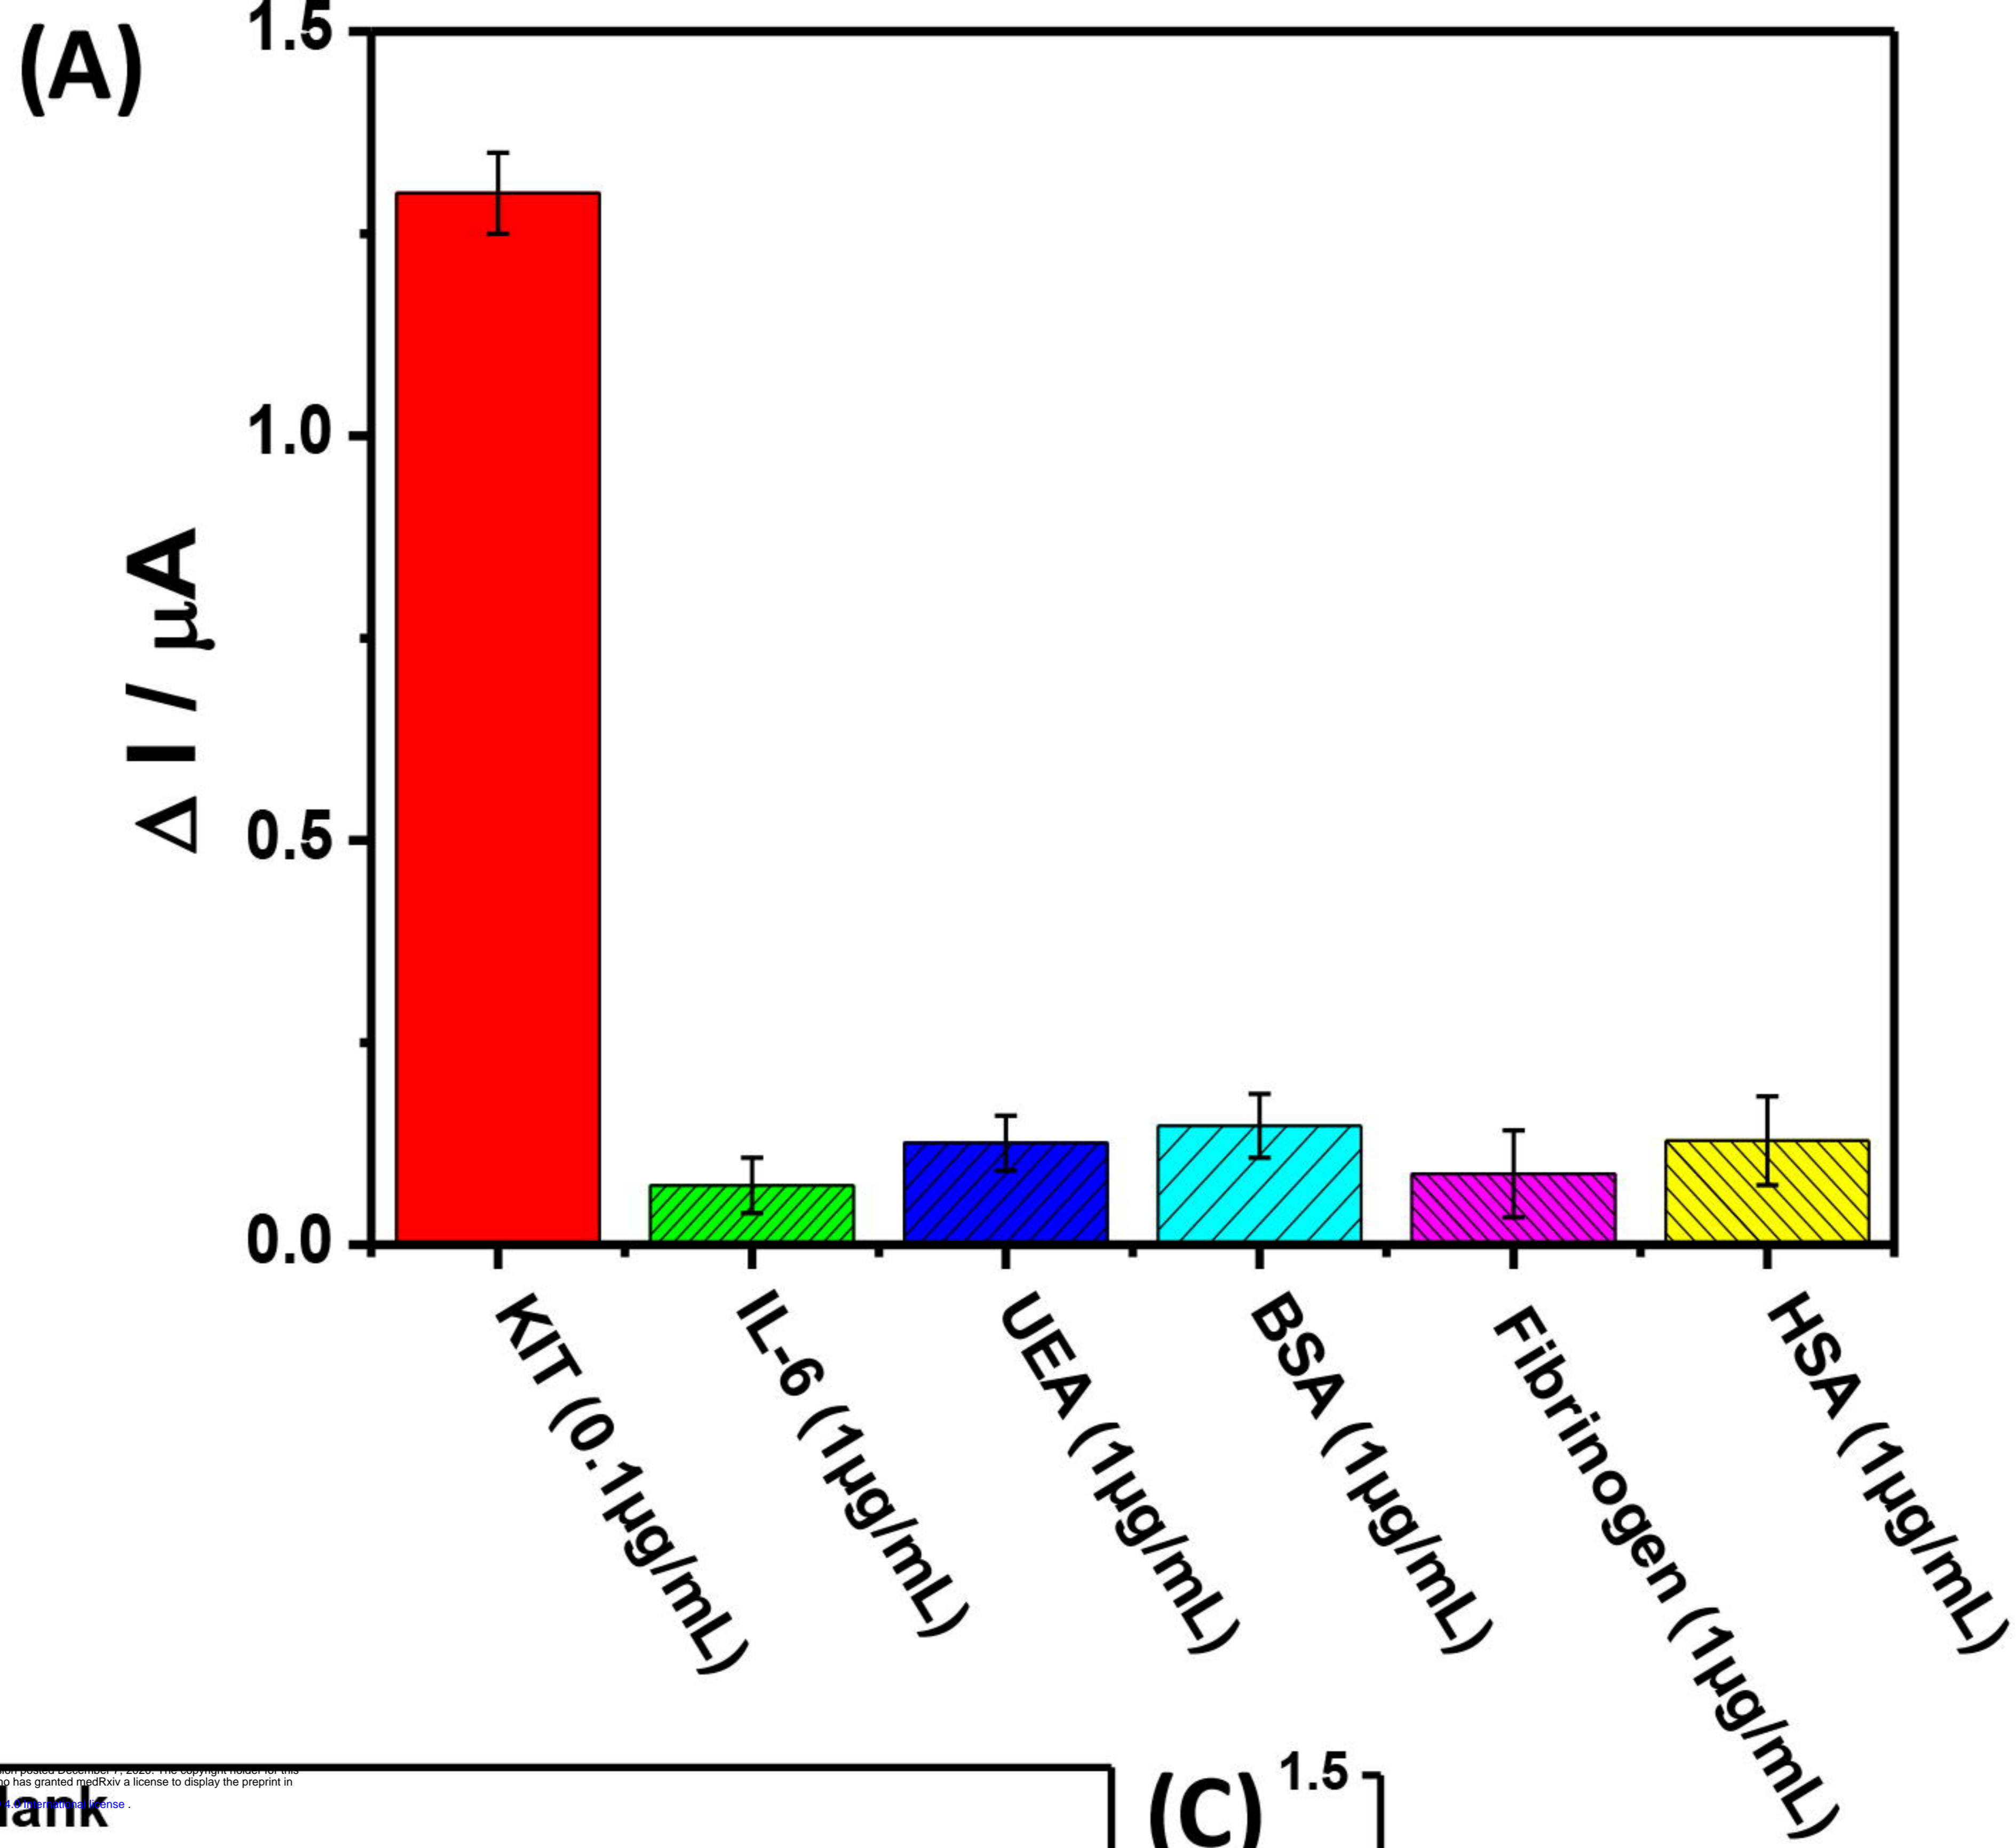 (A)
1.5
1.0
0.5
0.0
Δ I / µA
KIT (0.1µg/mL)
IL-6 (1µg/mL)
UEA (1µg/mL)
BSA (1µg/mL)
Fibrinogen (1µg/mL)
HSA (1µg/mL)
has granted medRxiv a license to display the preprint in
license .
lank
(C)
1.5